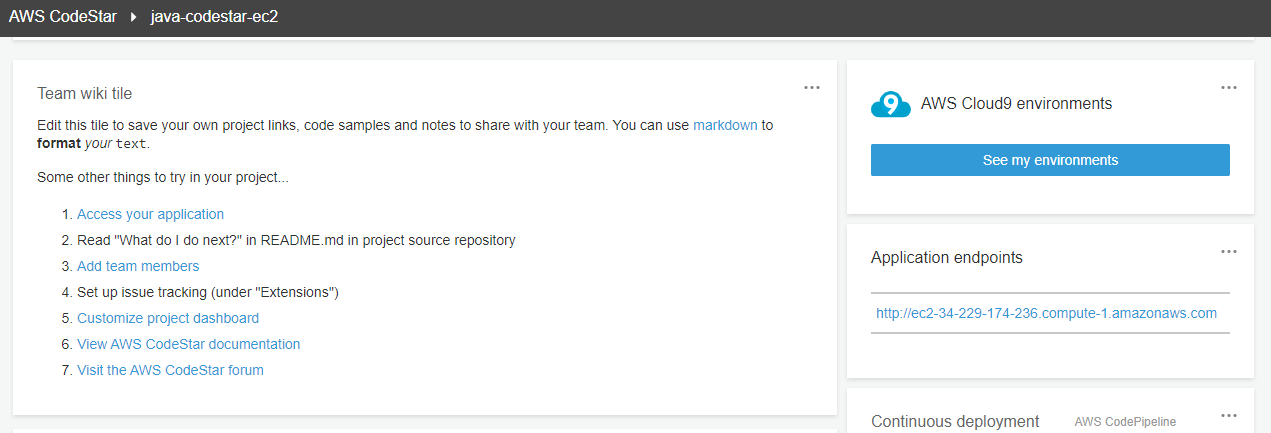 AWS CodeStar java-codestar-ec2
Team wiki tile
Edit this tile to save your own project links, code samples and notes to share with your team. You can use markdown to
format your text.
Some other things to try in your project...
1. Access your application
2. Read "What do I do next?" in README.md in project source repository
3. Add team members
4. Set up issue tracking (under "Extensions")
5. Customize project dashboard
6. View AWS CodeStar documentation
7. Visit the AWS CodeStar forum
9 AWS Cloud9 environments
See my environments
Application endpoints
http://ec2-34-229-174-236.compute-1.amazonaws.com
Continuous deployment AWS CodePipeline